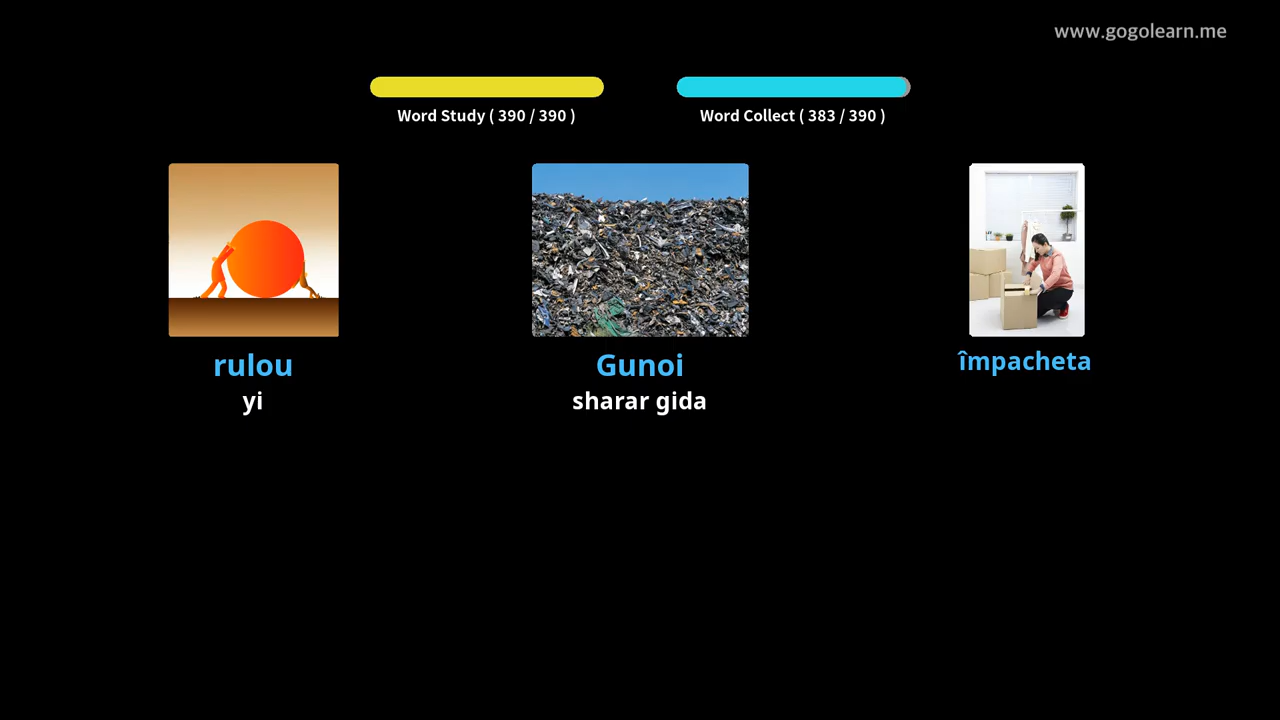 www.gogolearn.me
Word Study ( 390 / 390 )
Word Collect ( 383 / 390 )
rulou
yi
Gunoi
sharar gida
împacheta